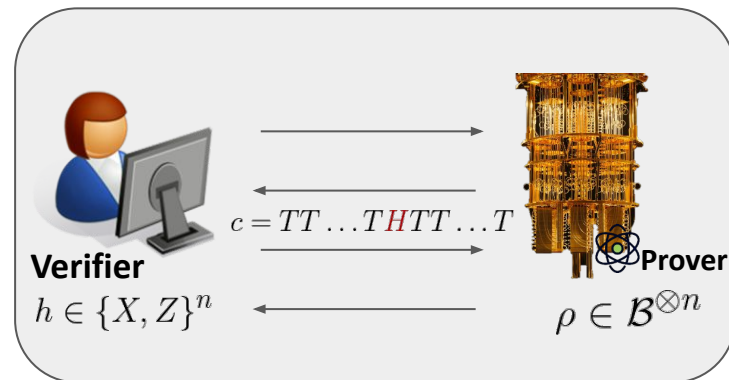 c = TT ... THTT ... T
Verifier
Prover
h ∈ {X, Z}ⁿ
ρ ∈ ℬ^{⊗n}